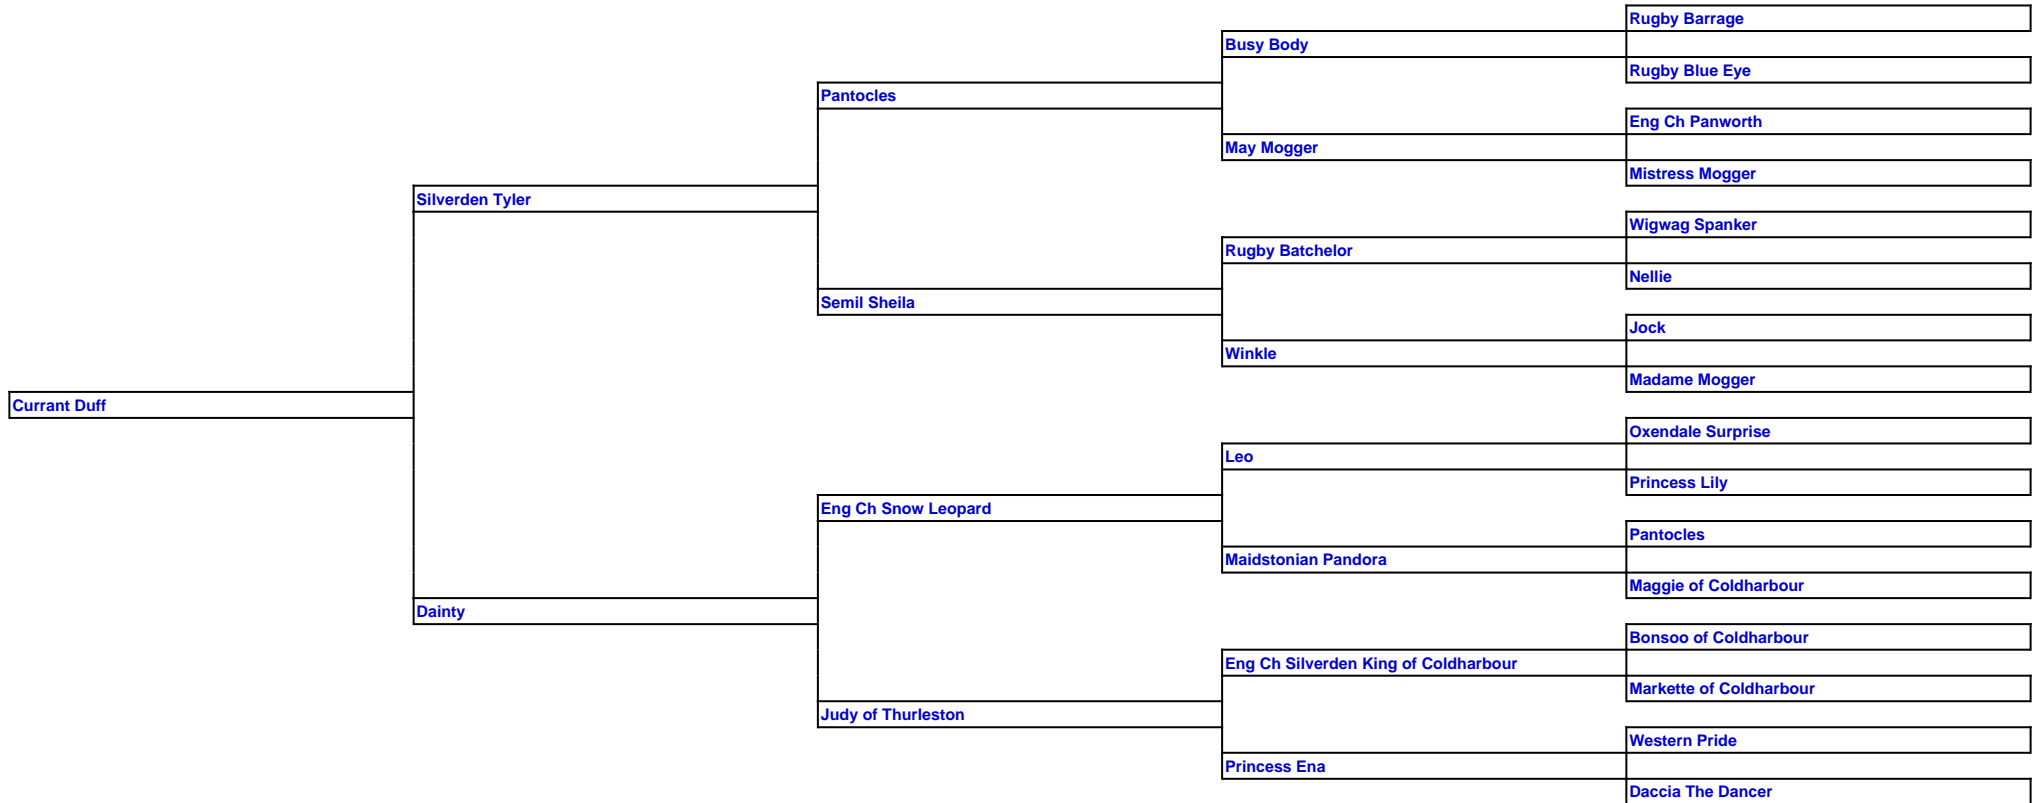 Rugby Barrage
Busy Body
Rugby Blue Eye
Pantocles
Eng Ch Panworth
May Mogger
Mistress Mogger
Silverden Tyler
Wigwag Spanker
Rugby Batchelor
Nellie
Semil Sheila
Jock
Winkle
Madame Mogger
Currant Duff
Oxendale Surprise
Leo
Princess Lily
Eng Ch Snow Leopard
Pantocles
Maidstonian Pandora
Maggie of Coldharbour
Dainty
Bonsoo of Coldharbour
Eng Ch Silverden King of Coldharbour
Markette of Coldharbour
Judy of Thurleston
Western Pride
Princess Ena
Daccia The Dancer